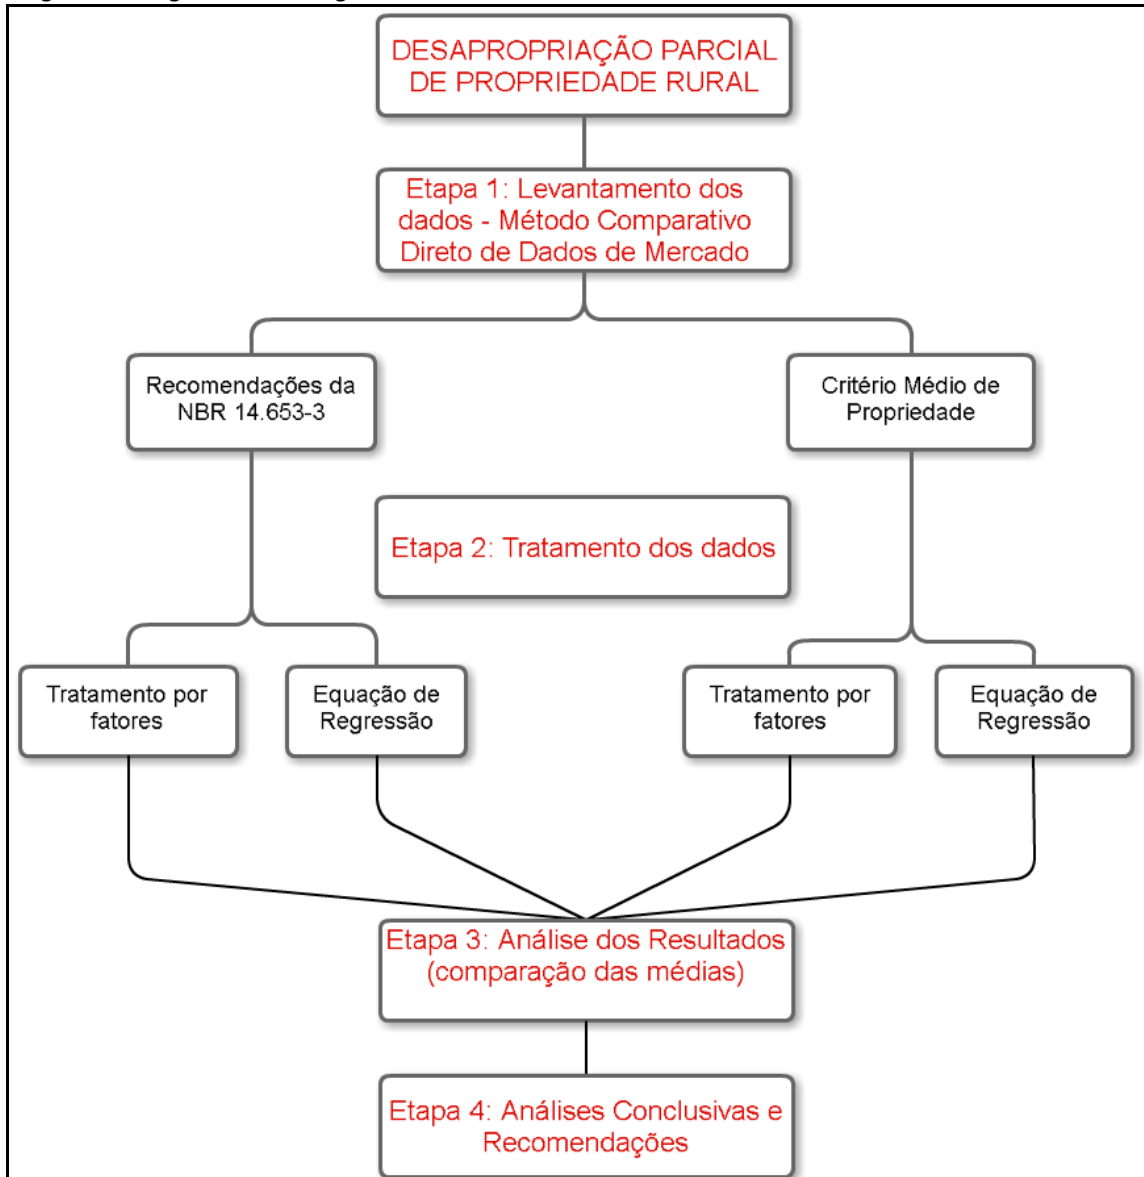 DESAPROPRIAÇÃO PARCIAL
DE PROPRIEDADE RURAL
Etapa 1: Levantamento dos
dados - Método Comparativo
Direto de Dados de Mercado
Recomendações da
NBR 14.653-3
Critério Médio de
Propriedade
Etapa 2: Tratamento dos dados
Tratamento por
fatores
Equação de
Regressão
Tratamento por
fatores
Equação de
Regressão
Etapa 3: Análise dos Resultados
(comparação das médias)
Etapa 4: Análises Conclusivas e
Recomendações